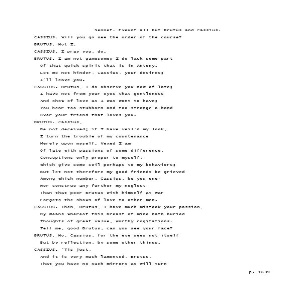 Sennet. Exeunt all but Brutus and Cassius.
CASSIUS. Will you go see the order of the course?
BRUTUS. Not I.
CASSIUS. I pray you, do.
BRUTUS. I am not gamesome: I do lack some part
Of that quick spirit that is in Antony.
Let me not hinder, Cassius, your desires;
I'll leave you.
CASSIUS. Brutus, I do observe you now of late;
I have not from your eyes that gentleness
And show of love as I was wont to have;
You bear too stubborn and too strange a hand
Over your friend that loves you.
BRUTUS. Cassius,
Be not deceived; if I have veil'd my look,
I turn the trouble of my countenance
Merely upon myself. Vexed I am
Of late with passions of some difference,
Conceptions only proper to myself,
Which give some soil perhaps to my behaviors;
But let not therefore my good friends be grieved
Among which number, Cassius, be you one
Nor construe any further my neglect
Than that poor Brutus with himself at war
Forgets the shows of love to other men.
CASSIUS. Then, Brutus, I have much mistook your passion,
By means whereof this breast of mine hath buried
Thoughts of great value, worthy cogitations.
Tell me, good Brutus, can you see your face?
BRUTUS. No, Cassius, for the eye sees not itself
But by reflection, by some other things.
CASSIUS. 'Tis just,
And it is very much lamented, Brutus,
That you have no such mirrors as will turn